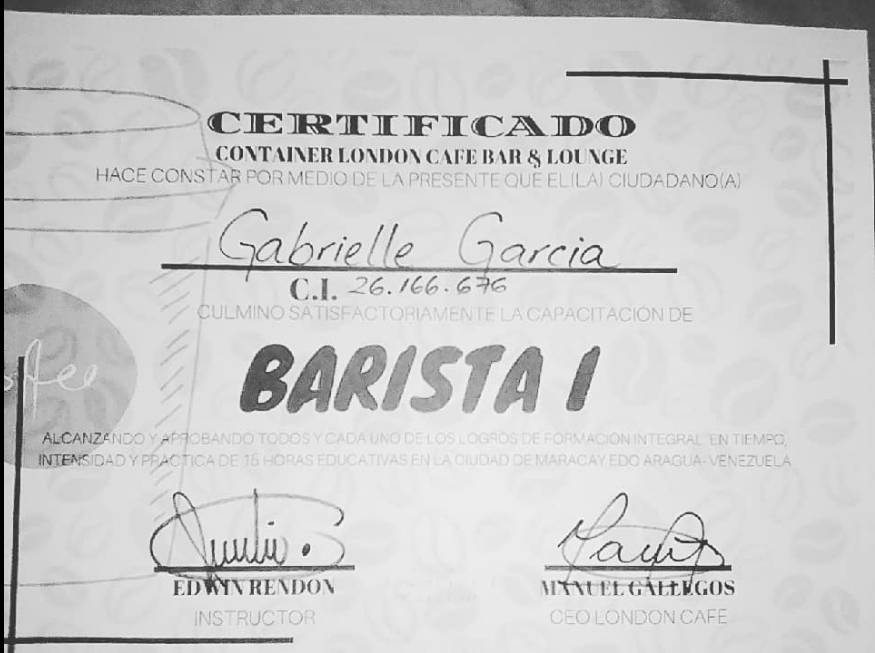 CERTIFICADO
CONTAINER LONDON CAFE BAR & LOUNGE
HACE CONSTAR POR MEDIO DE LA PRESENTE QUE EL(LA) CIUDADANO(A)
Gabrielle Garcia
C.I. 26.166.676
CULMINO SATISFACTORIAMENTE LA CAPACITACIÓN DE
BARISTA I
ALCANZANDO Y APROBANDO TODOS Y CADA UNO DE LOS LOGROS DE FORMACIÓN INTEGRAL EN TIEMPO,
INTENSIDAD Y PRACTICA DE 15 HORAS EDUCATIVAS EN LA CIUDAD DE MARACAY EDO ARAGUA-VENEZUELA
EDWIN RENDON
INSTRUCTOR
MANUEL GALLEGOS
CEO LONDON CAFE